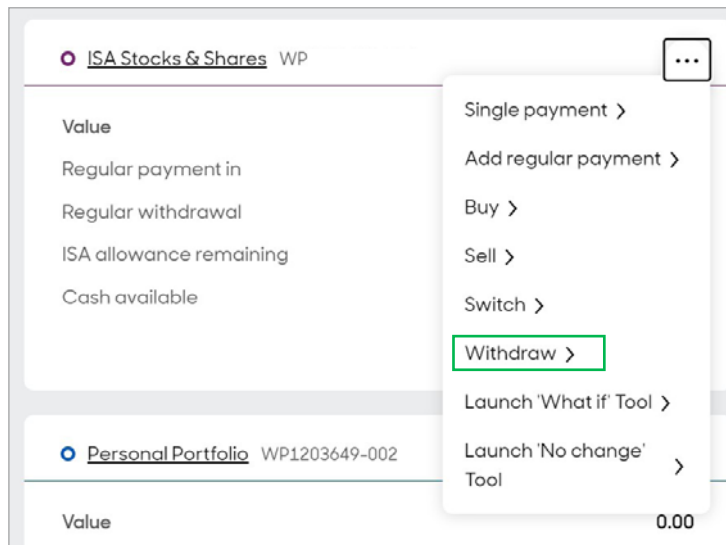 ISA Stocks & Shares WP
...
Value
Regular payment in
Regular withdrawal
ISA allowance remaining
Cash available
Single payment >
Add regular payment >
Buy >
Sell >
Switch >
Withdraw >
Launch 'What if' Tool >
Launch 'No change'
Tool >
Personal Portfolio WP1203649-002
Value 0.00